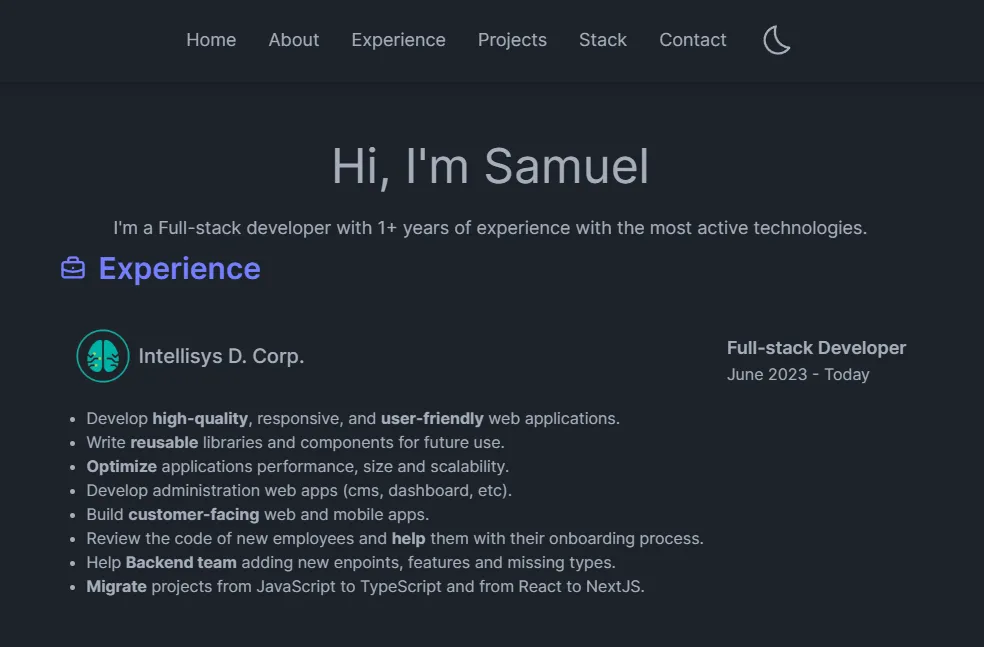 Home About Experience Projects Stack Contact
Hi, I'm Samuel
I'm a Full-stack developer with 1+ years of experience with the most active technologies.
Experience
Intellisys D. Corp.
Full-stack Developer
June 2023 - Today
• Develop high-quality, responsive, and user-friendly web applications.
• Write reusable libraries and components for future use.
• Optimize applications performance, size and scalability.
• Develop administration web apps (cms, dashboard, etc).
• Build customer-facing web and mobile apps.
• Review the code of new employees and help them with their onboarding process.
• Help Backend team adding new enpoints, features and missing types.
• Migrate projects from JavaScript to TypeScript and from React to NextJS.